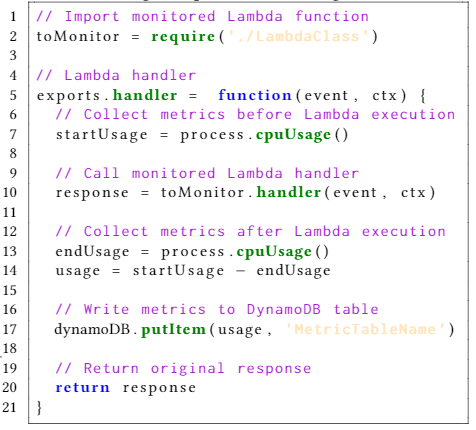 1 // Import monitored Lambda function
2 toMonitor = require('./LambdaClass')
3
4 // Lambda handler
5 exports.handler = function(event, ctx) {
6 // Collect metrics before Lambda execution
7 startUsage = process.cpuUsage()
8
9 // Call monitored Lambda handler
10 response = toMonitor.handler(event, ctx)
11
12 // Collect metrics after Lambda execution
13 endUsage = process.cpuUsage()
14 usage = startUsage − endUsage
15
16 // Write metrics to DynamoDB table
17 dynamoDB.putItem(usage, 'MetricTableName')
18
19 // Return original response
20 return response
21 }